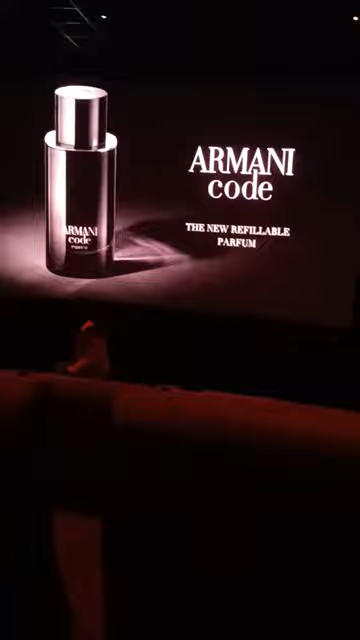 ARMANI
code
THE NEW REFILLABLE
PARFUM
ARMANI
code